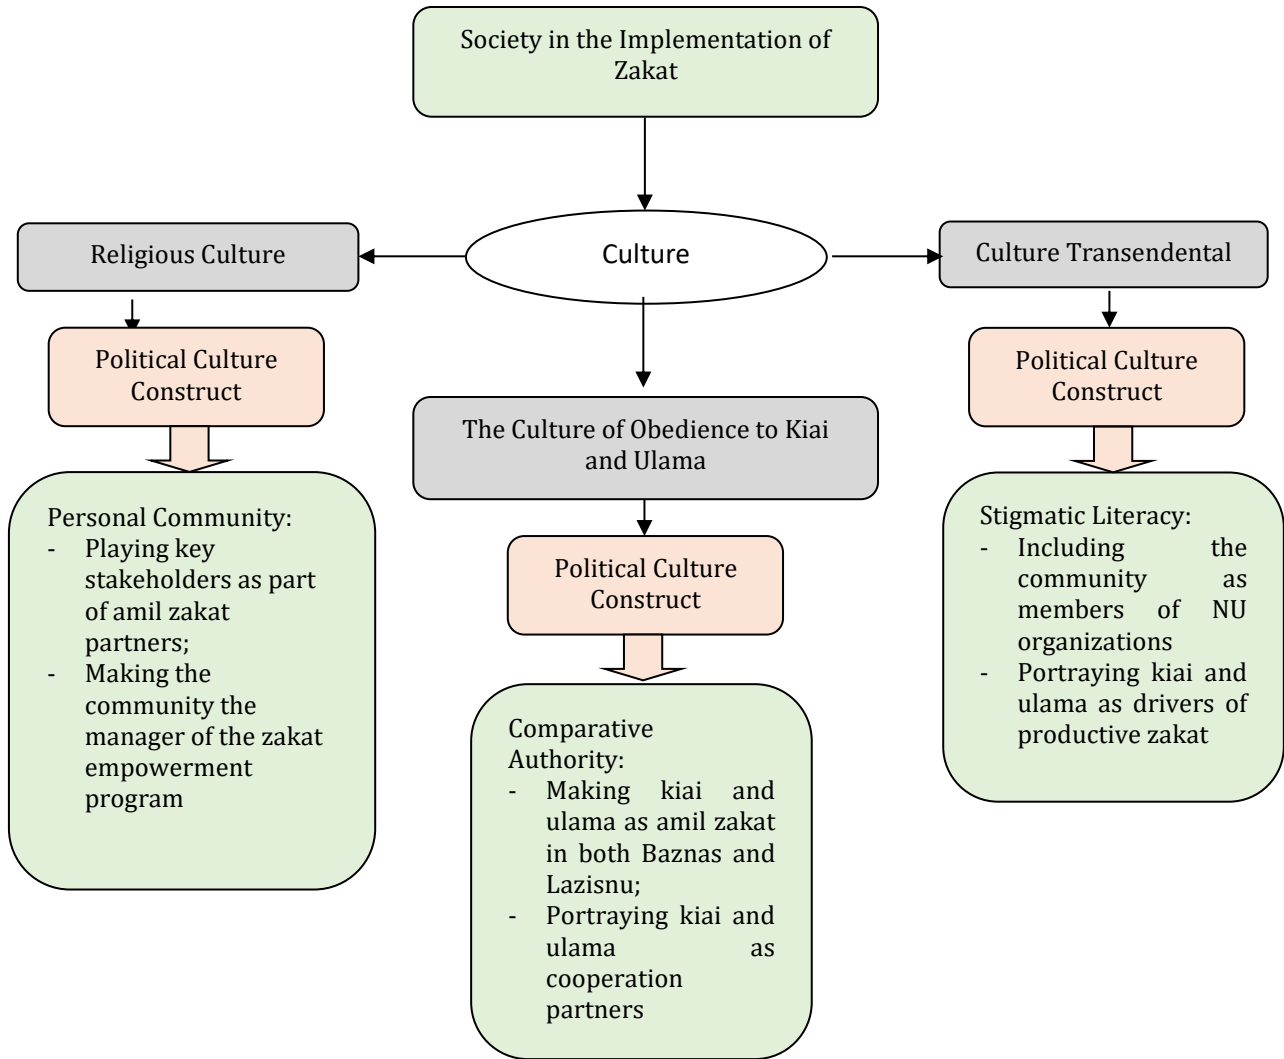 Society in the Implementation of
Zakat
Culture
Religious Culture
Culture Transendental
Political Culture
Construct
Political Culture
Construct
The Culture of Obedience to Kiai
and Ulama
Political Culture
Construct
Personal Community:
- Playing key
stakeholders as part
of amil zakat
partners;
- Making the
community the
manager of the zakat
empowerment
program
Comparative
Authority:
- Making kiai and
ulama as amil zakat
in both Baznas and
Lazisnu;
- Portraying kiai and
ulama as
cooperation
partners
Stigmatic Literacy:
- Including the
community as
members of NU
organizations
- Portraying kiai and
ulama as drivers of
productive zakat